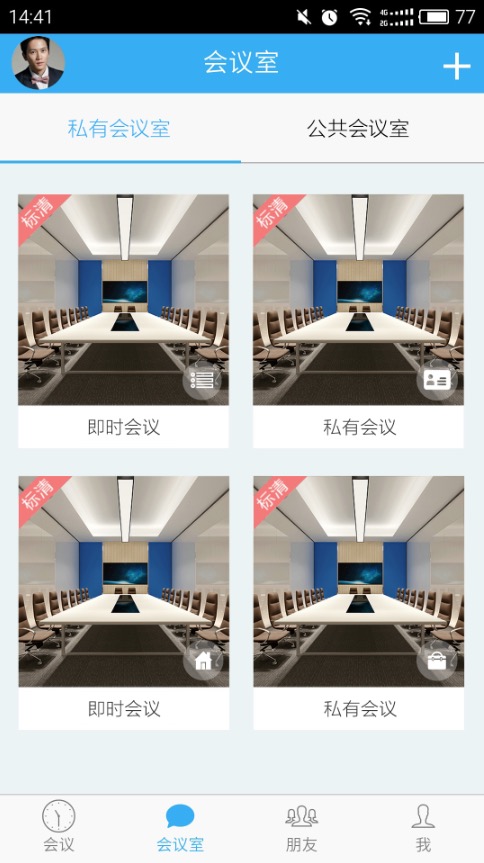 14:41
4G
2G
77
会议室
私有会议室
公共会议室
标清
标清
即时会议
私有会议
标清
标清
即时会议
私有会议
会议
会议室
朋友
我